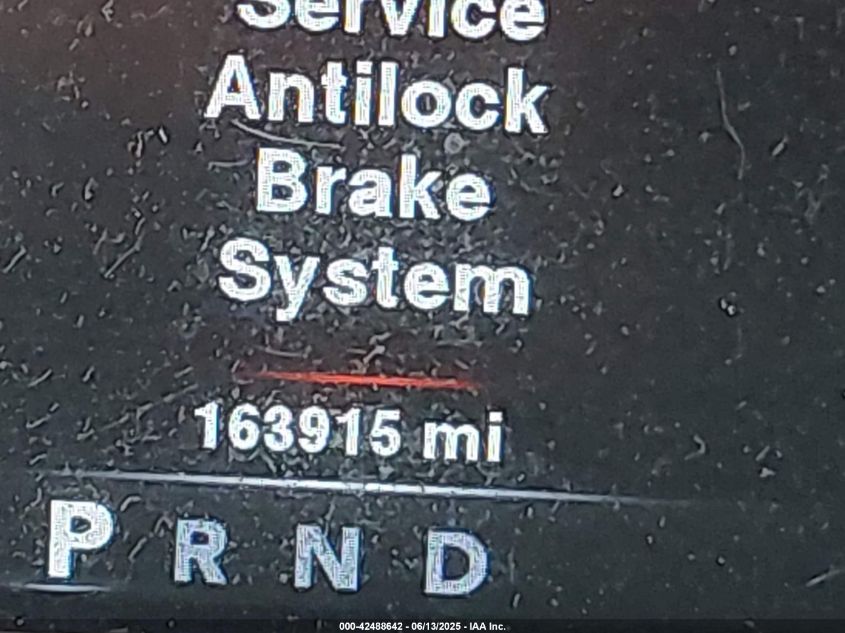 Service
Antilock
Brake
System
163915 mi
P R N D
000-42488642 - 06/13/2025 - IAA Inc.